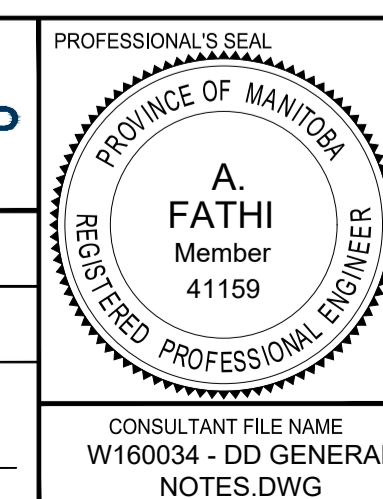 PROFESSIONAL'S SEAL
PROVINCE OF MANITOBA
A.
FATHI
Member
41159
REGISTERED PROFESSIONAL ENGINEER
CONSULTANT FILE NAME
W160034 - DD GENERAL
NOTES.DWG